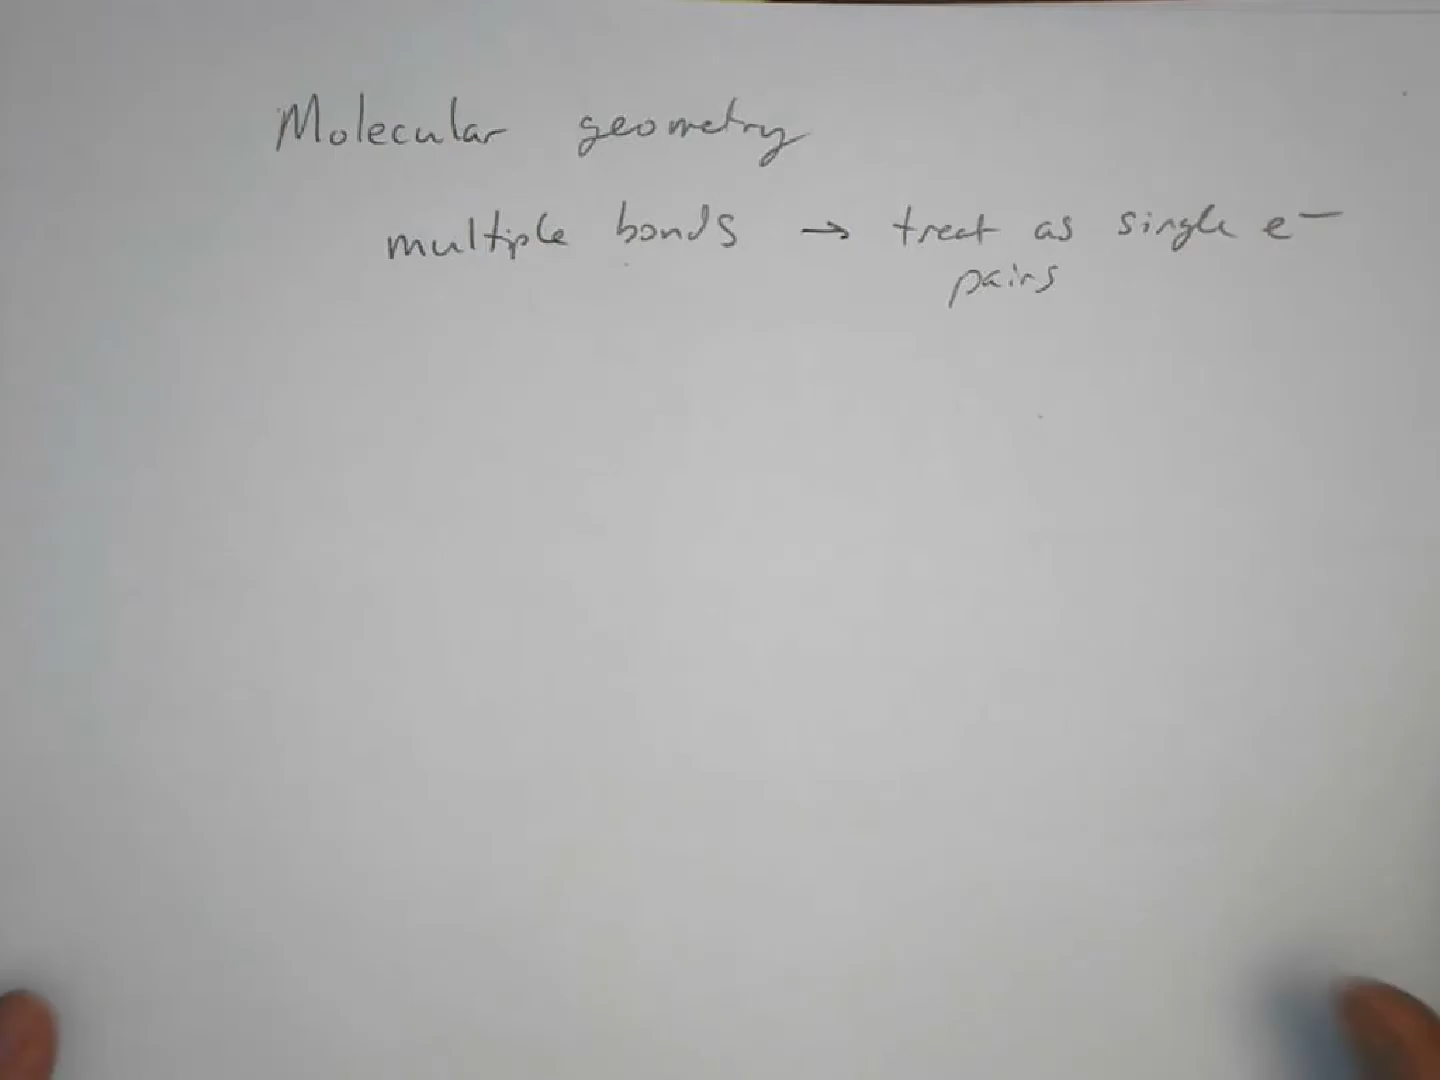 Molecular geometry
multiple bonds → treat as single e⁻
pairs